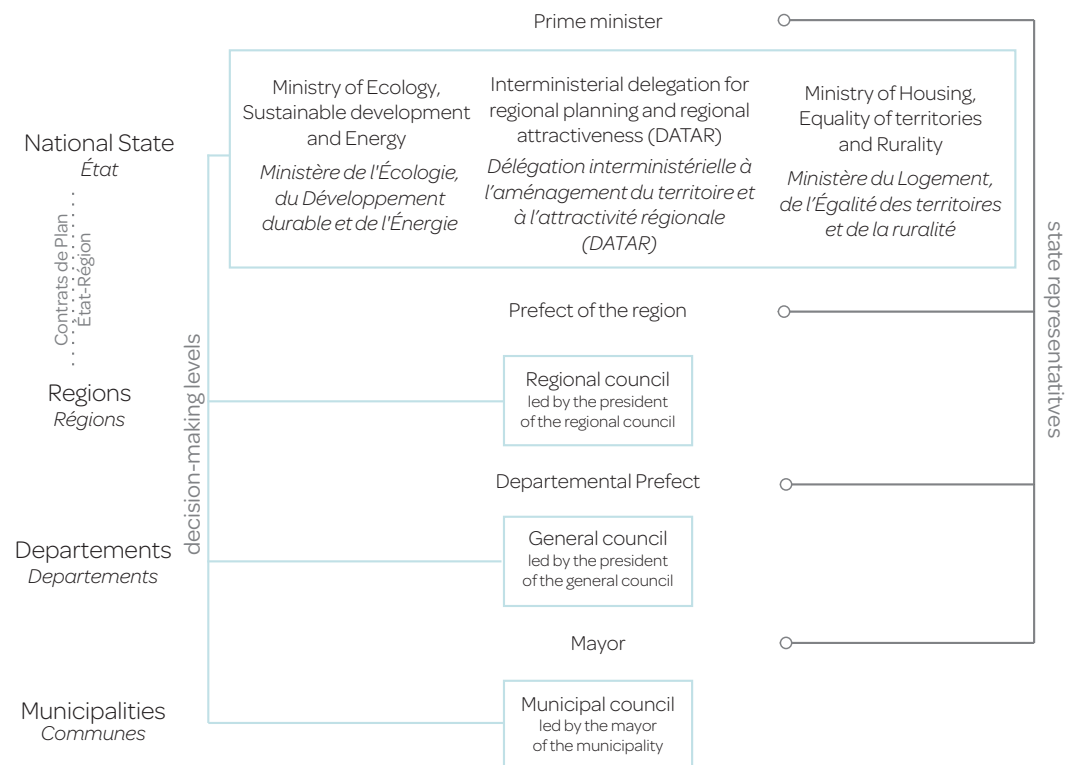 Prime minister
Ministry of Ecology,
Sustainable development
and Energy
Ministère de l'Écologie,
du Développement
durable et de l'Énergie
Interministerial delegation for
regional planning and regional
attractiveness (DATAR)
Délégation interministérielle à
l'aménagement du territoire et
à l'attractivité régionale
(DATAR)
Ministry of Housing,
Equality of territories
and Rurality
Ministère du Logement,
de l'Égalité des territoires
et de la ruralité
National State
État
Contrats de Plan
État-Région
decision-making levels
state representatitves
Prefect of the region
Regions
Régions
Regional council
led by the president
of the regional council
Departemental Prefect
Departements
Departements
General council
led by the president
of the general council
Mayor
Municipalities
Communes
Municipal council
led by the mayor
of the municipality